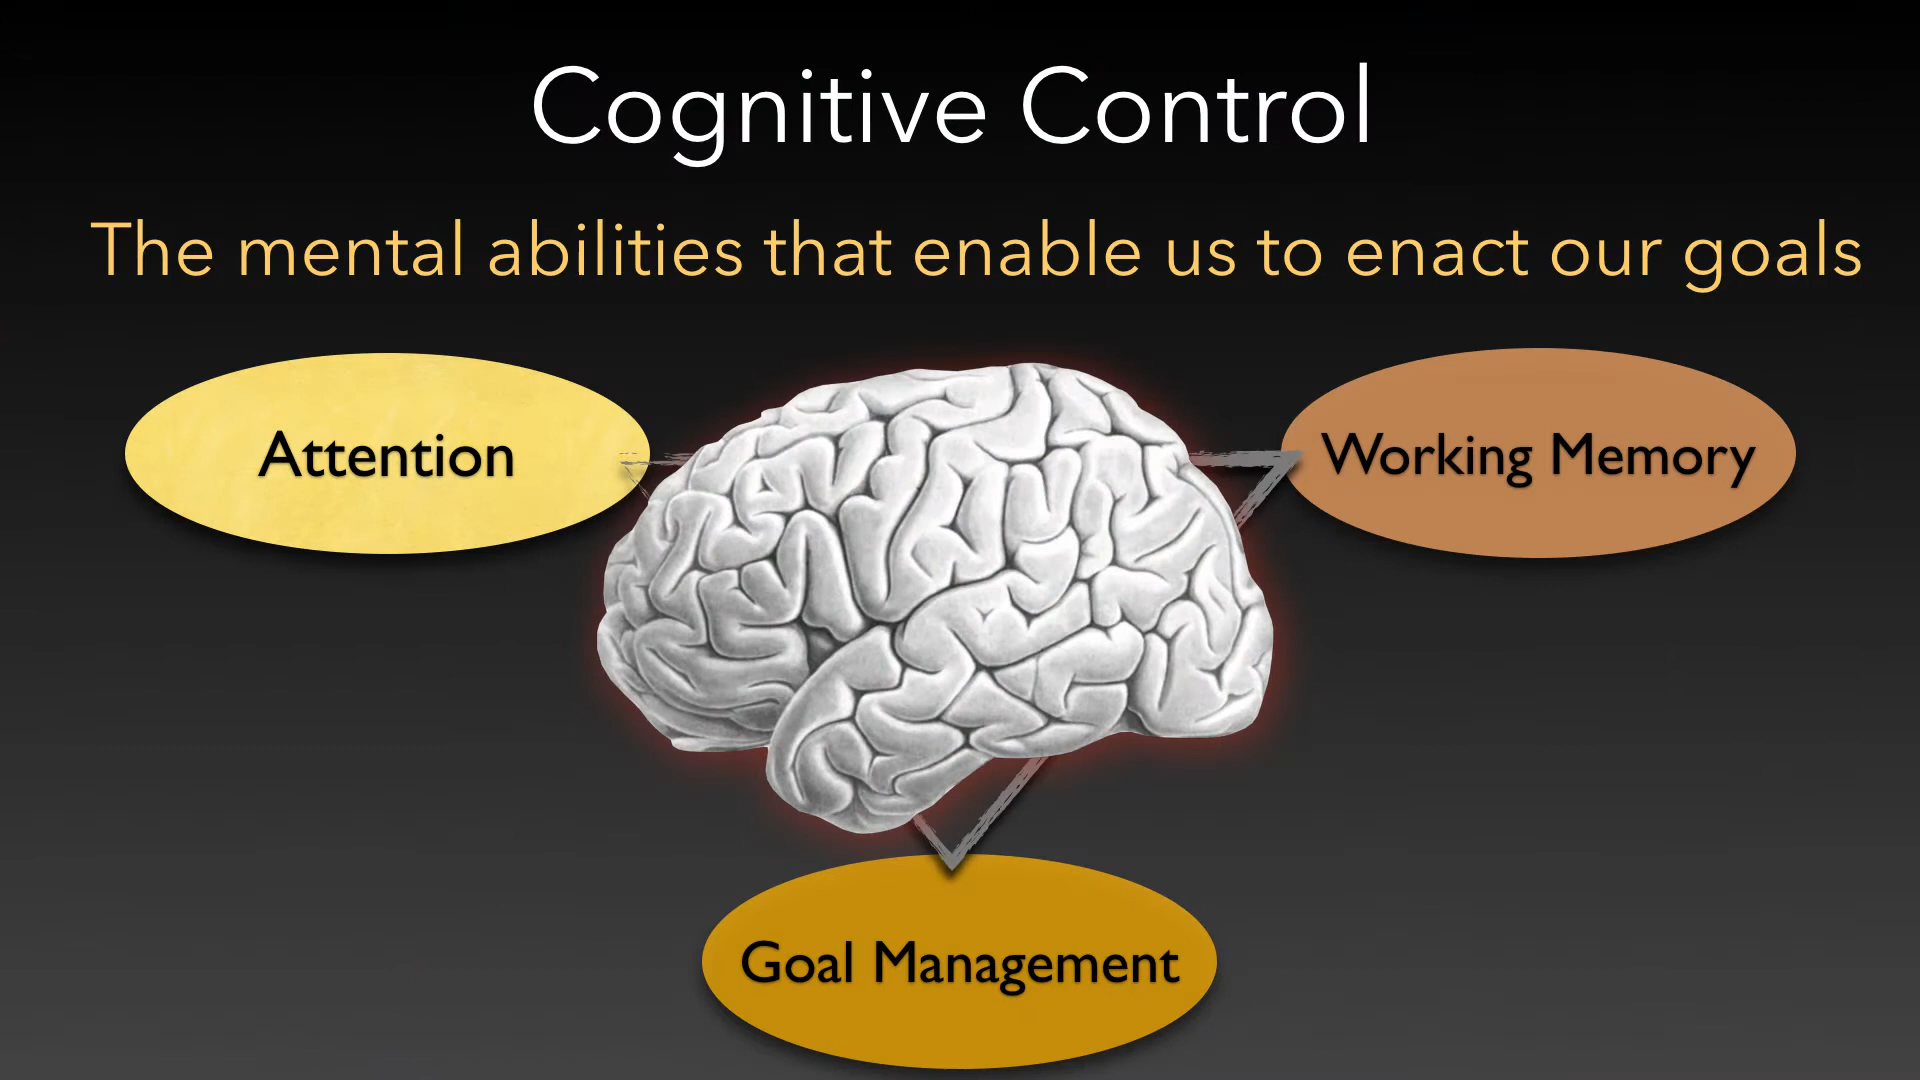 Cognitive Control
The mental abilities that enable us to enact our goals
Attention
Working Memory
Goal Management